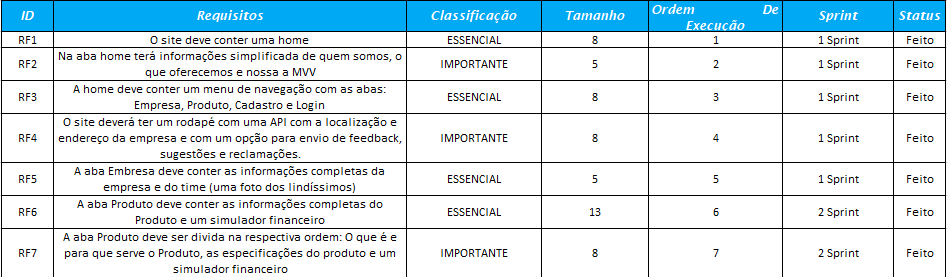 ID Requisitos Classificação Tamanho Ordem De Execução Sprint Status
RF1 O site deve conter uma home ESSENCIAL 8 1 1 Sprint Feito
Na aba home terá informações simplificada de quem somos, o
RF2 que oferecemos e nossa a MVV IMPORTANTE 5 2 1 Sprint Feito
A home deve conter um menu de navegação com as abas:
RF3 Empresa, Produto, Cadastro e Login ESSENCIAL 8 3 1 Sprint Feito
O site deverá ter um rodapé com uma API com a localização e
RF4 endereço da empresa e com um opção para envio de feedback, IMPORTANTE 8 4 1 Sprint Feito
sugestões e reclamações.
A aba Embresa deve conter as informações completas da
RF5 empresa e do time (uma foto dos lindíssimos) ESSENCIAL 5 5 1 Sprint Feito
A aba Produto deve conter as informações completas do
RF6 Produto e um simulador financeiro ESSENCIAL 13 6 2 Sprint Feito
A aba Produto deve ser divida na respectiva ordem: O que é e
RF7 para que serve o Produto, as especificações do produto e um IMPORTANTE 8 7 2 Sprint Feito
simulador financeiro